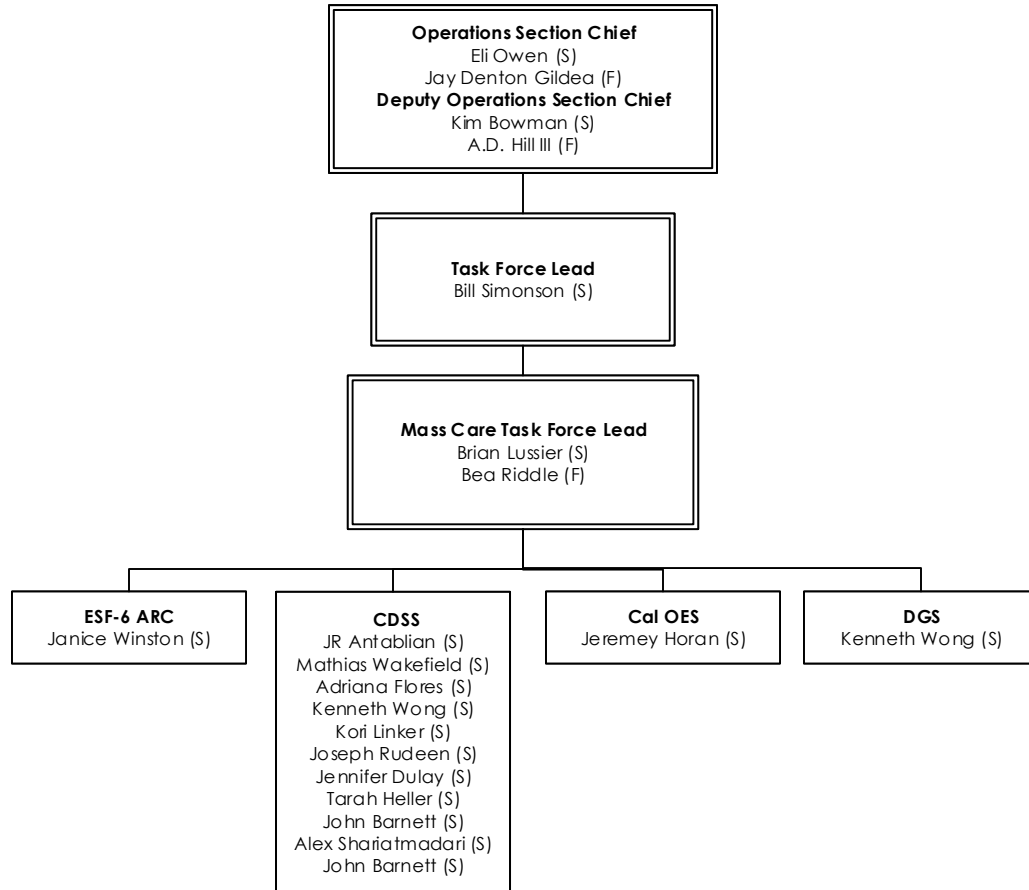 Operations Section Chief
Eli Owen (S)
Jay Denton Gildea (F)
Deputy Operations Section Chief
Kim Bowman (S)
A.D. Hill III (F)
Task Force Lead
Bill Simonson (S)
Mass Care Task Force Lead
Brian Lussier (S)
Bea Riddle (F)
ESF-6 ARC
Janice Winston (S)
CDSS
JR Antablian (S)
Mathias Wakefield (S)
Adriana Flores (S)
Kenneth Wong (S)
Kori Linker (S)
Joseph Rudeen (S)
Jennifer Dulay (S)
Tarah Heller (S)
John Barnett (S)
Alex Shariatmadari (S)
John Barnett (S)
Cal OES
Jeremey Horan (S)
DGS
Kenneth Wong (S)